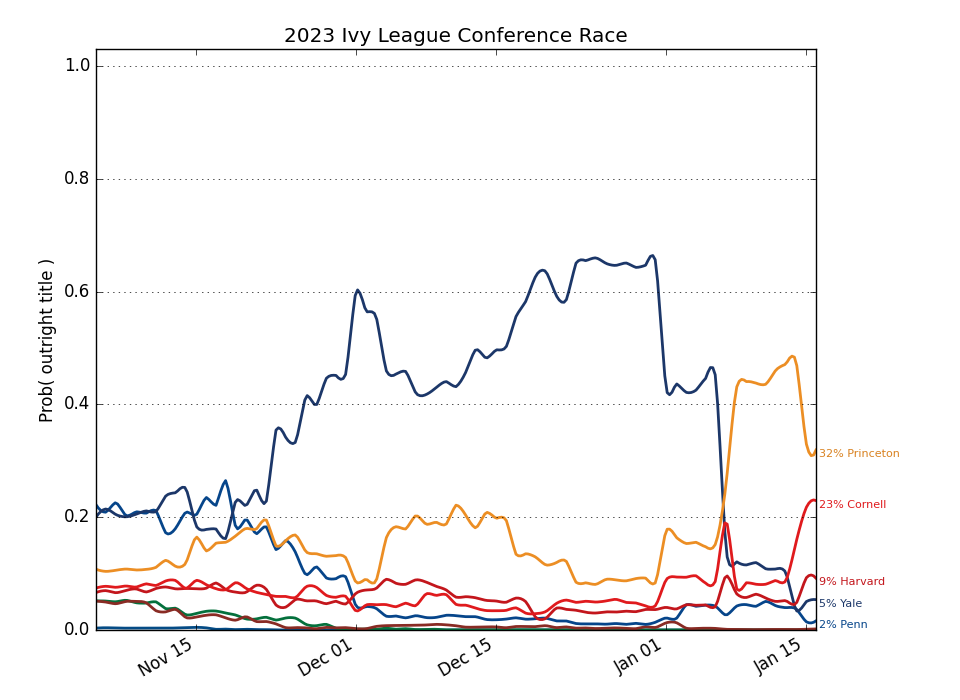 2023 Ivy League Conference Race
Prob( outright title )
1.0
0.8
0.6
0.4
0.2
0.0
32% Princeton
23% Cornell
9% Harvard
5% Yale
2% Penn
Nov 15
Dec 01
Dec 15
Jan 01
Jan 15